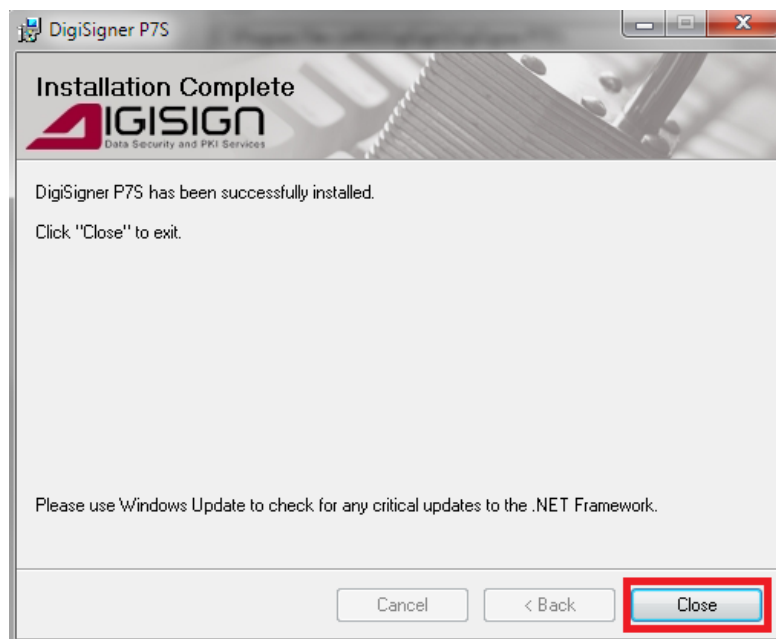 DigiSigner P7S
Installation Complete
DIGISIGN
Data Security and PKI Services
DigiSigner P7S has been successfully installed.
Click "Close" to exit.
Please use Windows Update to check for any critical updates to the .NET Framework.
Cancel
< Back
Close